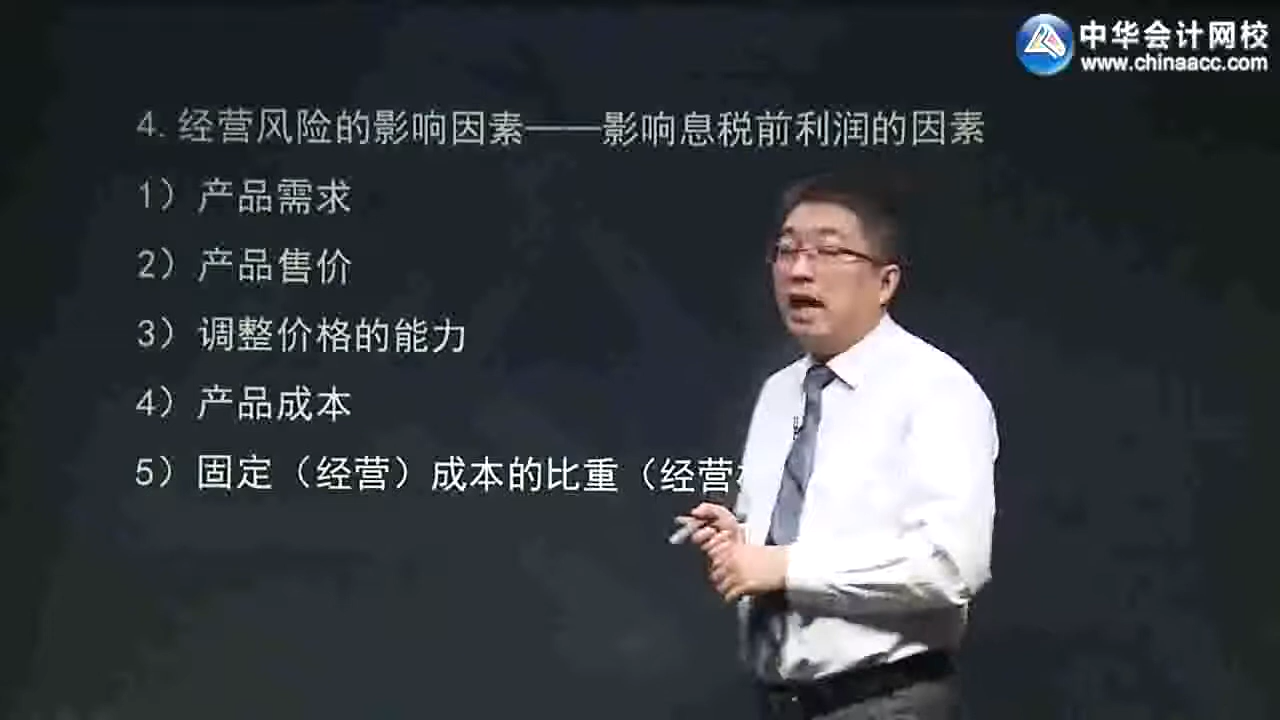 中华会计网校
www.chinaacc.com
4. 经营风险的影响因素——影响息税前利润的因素
1）产品需求
2）产品售价
3）调整价格的能力
4）产品成本
5）固定（经营）成本的比重（经营